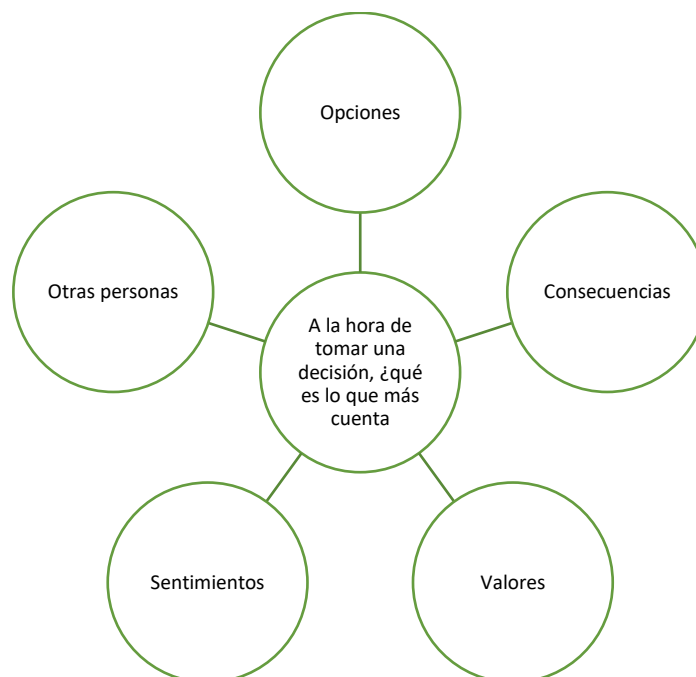 Opciones
Otras personas
Consecuencias
A la hora de
tomar una
decisión, ¿qué
es lo que más
cuenta
Sentimientos
Valores